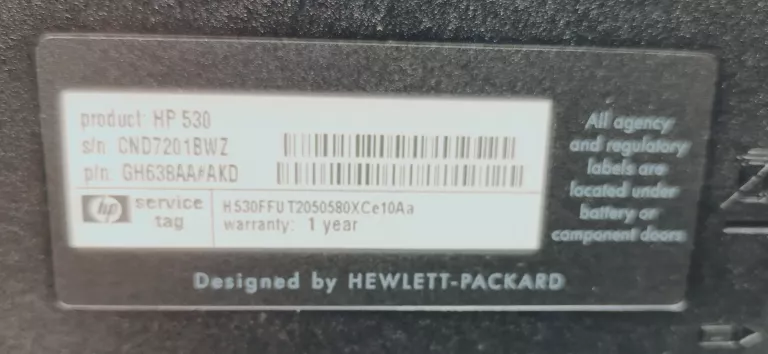 product: HP 530
s/n: CND7201BWZ
p/n: GH638AA#AKD
hp service tag
H530FFUT2050580XCe10Aa
warranty: 1 year
All agency
and regulatory
labels are
located under
battery or
component doors
Designed by HEWLETT-PACKARD